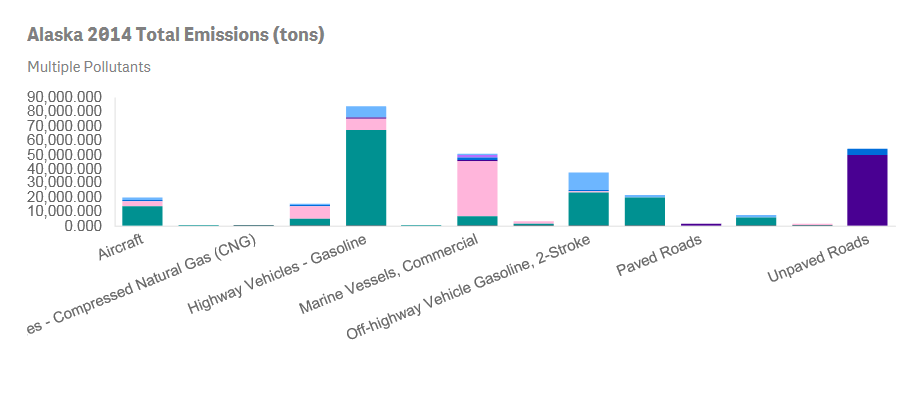 Alaska 2014 Total Emissions (tons)
Multiple Pollutants
90,000.000
80,000.000
70,000.000
60,000.000
50,000.000
40,000.000
30,000.000
20,000.000
10,000.000
0.000
Aircraft
es - Compressed Natural Gas (CNG)
Highway Vehicles - Gasoline
Marine Vessels, Commercial
Off-highway Vehicle Gasoline, 2-Stroke
Paved Roads
Unpaved Roads